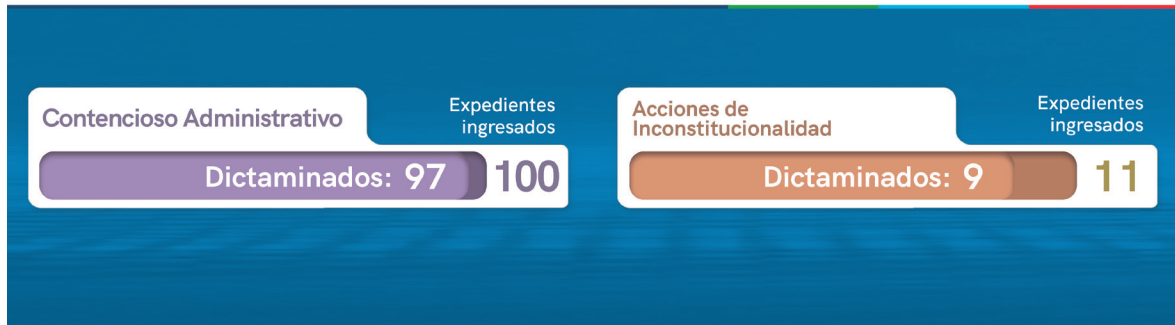 Contencioso Administrativo
Expedientes
ingresados
Dictaminados: 97
100
Acciones de
Inconstitucionalidad
Expedientes
ingresados
Dictaminados: 9
11